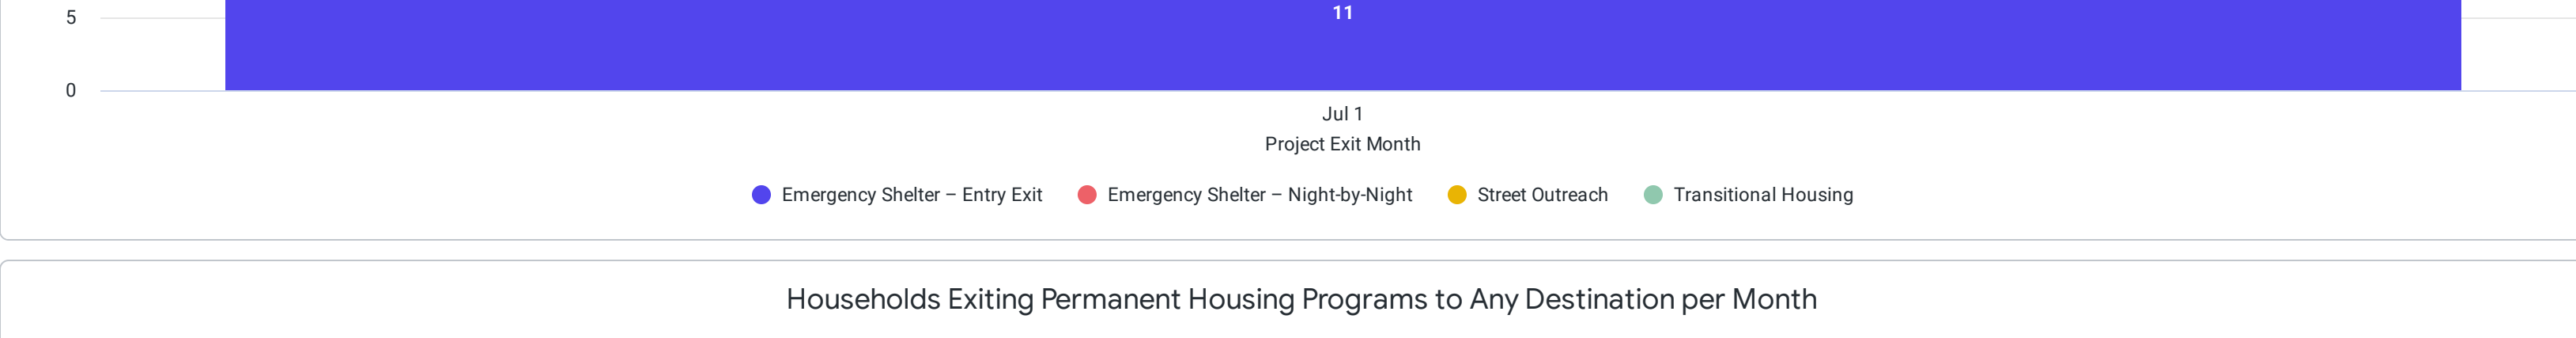 5
11
0
Jul 1
Project Exit Month
Emergency Shelter – Entry Exit Emergency Shelter – Night-by-Night Street Outreach Transitional Housing
Households Exiting Permanent Housing Programs to Any Destination per Month